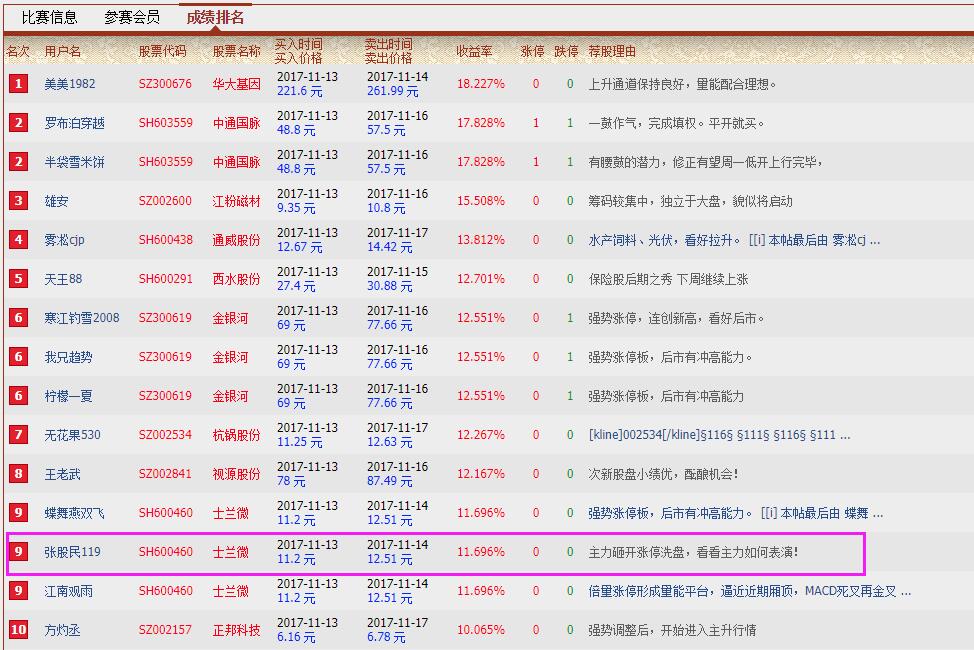 比赛信息 参赛会员 成绩排名
名次 用户名 股票代码 股票名称 买入时间 买入价格 卖出时间 卖出价格 收益率 涨停 跌停 荐股理由
1 美美1982 SZ300676 华大基因 2017-11-13 221.6 元 2017-11-14 261.99 元 18.227% 0 0 上升通道保持良好，量能配合理想。
2 罗布泊穿越 SH603559 中通国脉 2017-11-13 48.8 元 2017-11-16 57.5 元 17.828% 1 1 一鼓作气，完成填权。平开就买。
2 半袋雪米饼 SH603559 中通国脉 2017-11-13 48.8 元 2017-11-16 57.5 元 17.828% 1 1 有腰鼓的潜力，修正有望周一低开上行完毕，
3 雄安 SZ002600 江粉磁材 2017-11-13 9.35 元 2017-11-16 10.8 元 15.508% 0 0 筹码较集中，独立于大盘，貌似将启动
4 雾凇cjp SH600438 通威股份 2017-11-13 12.67 元 2017-11-17 14.42 元 13.812% 0 0 水产饲料、光伏，看好拉升。 [[i] 本帖最后由 雾凇cj ...
5 天王88 SH600291 西水股份 2017-11-13 27.4 元 2017-11-15 30.88 元 12.701% 0 0 保险股后期之秀 下周继续上涨
6 寒江钓雪2008 SZ300619 金银河 2017-11-13 69 元 2017-11-16 77.66 元 12.551% 0 1 强势涨停，连创新高，看好后市。
6 我兄趋势 SZ300619 金银河 2017-11-13 69 元 2017-11-16 77.66 元 12.551% 0 1 强势涨停板，后市有冲高能力。
6 柠檬一夏 SZ300619 金银河 2017-11-13 69 元 2017-11-16 77.66 元 12.551% 0 1 强势涨停板，后市有冲高能力
7 无花果530 SZ002534 杭锅股份 2017-11-13 11.25 元 2017-11-17 12.63 元 12.267% 0 0 [kline]002534[/kline]§116§ §111§ §116§ §111 ...
8 王老武 SZ002841 视源股份 2017-11-13 78 元 2017-11-16 87.49 元 12.167% 0 0 次新股盘小绩优，酝酿机会！
9 蝶舞燕双飞 SH600460 士兰微 2017-11-13 11.2 元 2017-11-14 12.51 元 11.696% 0 0 强势涨停板，后市有冲高能力。 [[i] 本帖最后由 蝶舞 ...
9 张股民119 SH600460 士兰微 2017-11-13 11.2 元 2017-11-14 12.51 元 11.696% 0 0 主力砸开涨停洗盘，看看主力如何表演！
9 江南观雨 SH600460 士兰微 2017-11-13 11.2 元 2017-11-14 12.51 元 11.696% 0 0 倍量涨停形成量能平台，逼近近期厢顶，MACD死叉再金叉 ...
10 方灼丞 SZ002157 正邦科技 2017-11-13 6.16 元 2017-11-17 6.78 元 10.065% 0 0 强势调整后，开始进入主升行情